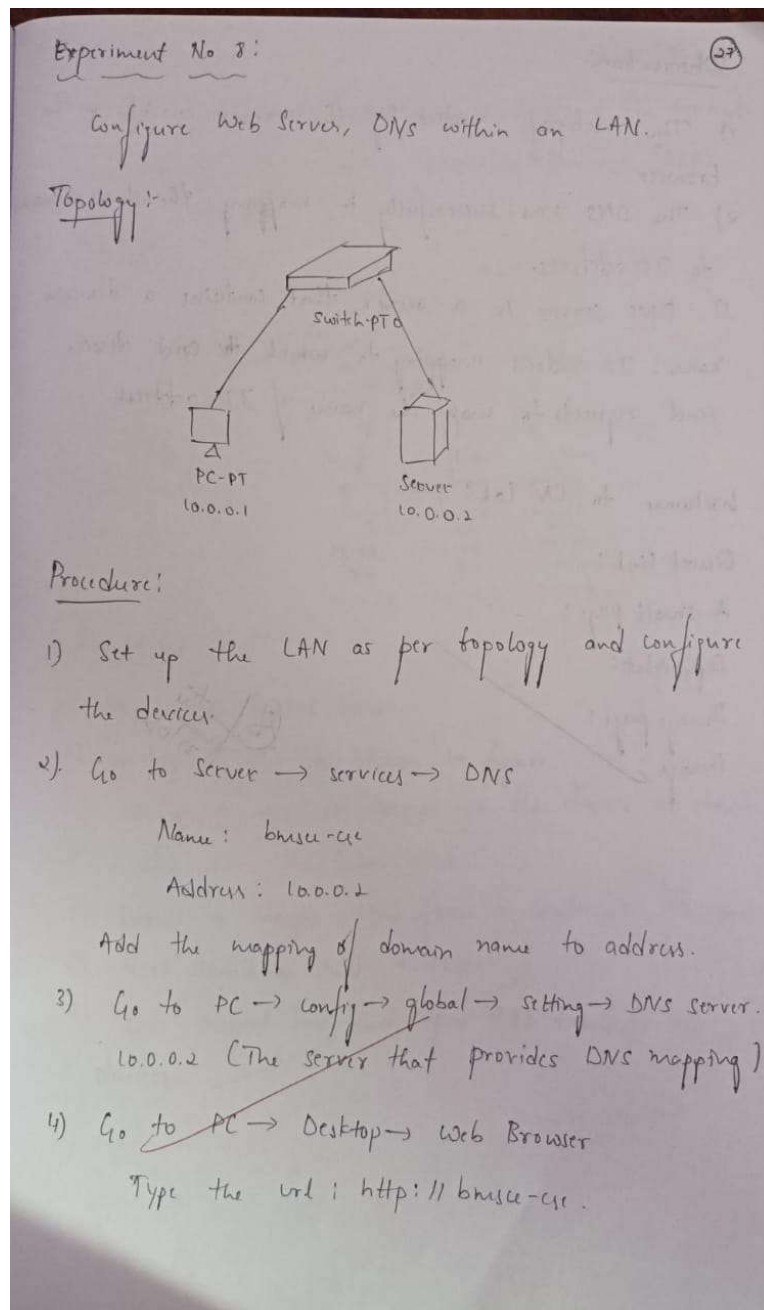 27
Experiment No 8:
Configure Web Server, DNS within an LAN.
Topology :-
Switch-PT0
PC-PT
10.0.0.1
Server
10.0.0.2
Procedure:
1) Set up the LAN as per topology and configure
the devices.
2). Go to Server → services → DNS
Name : bmsce-cse
Address : 10.0.0.2
Add the mapping of domain name to address.
3) Go to PC → config → global → setting → DNS server.
10.0.0.2 (The server that provides DNS mapping)
4) Go to PC → Desktop → Web Browser
Type the url : http://bmsce-cse.